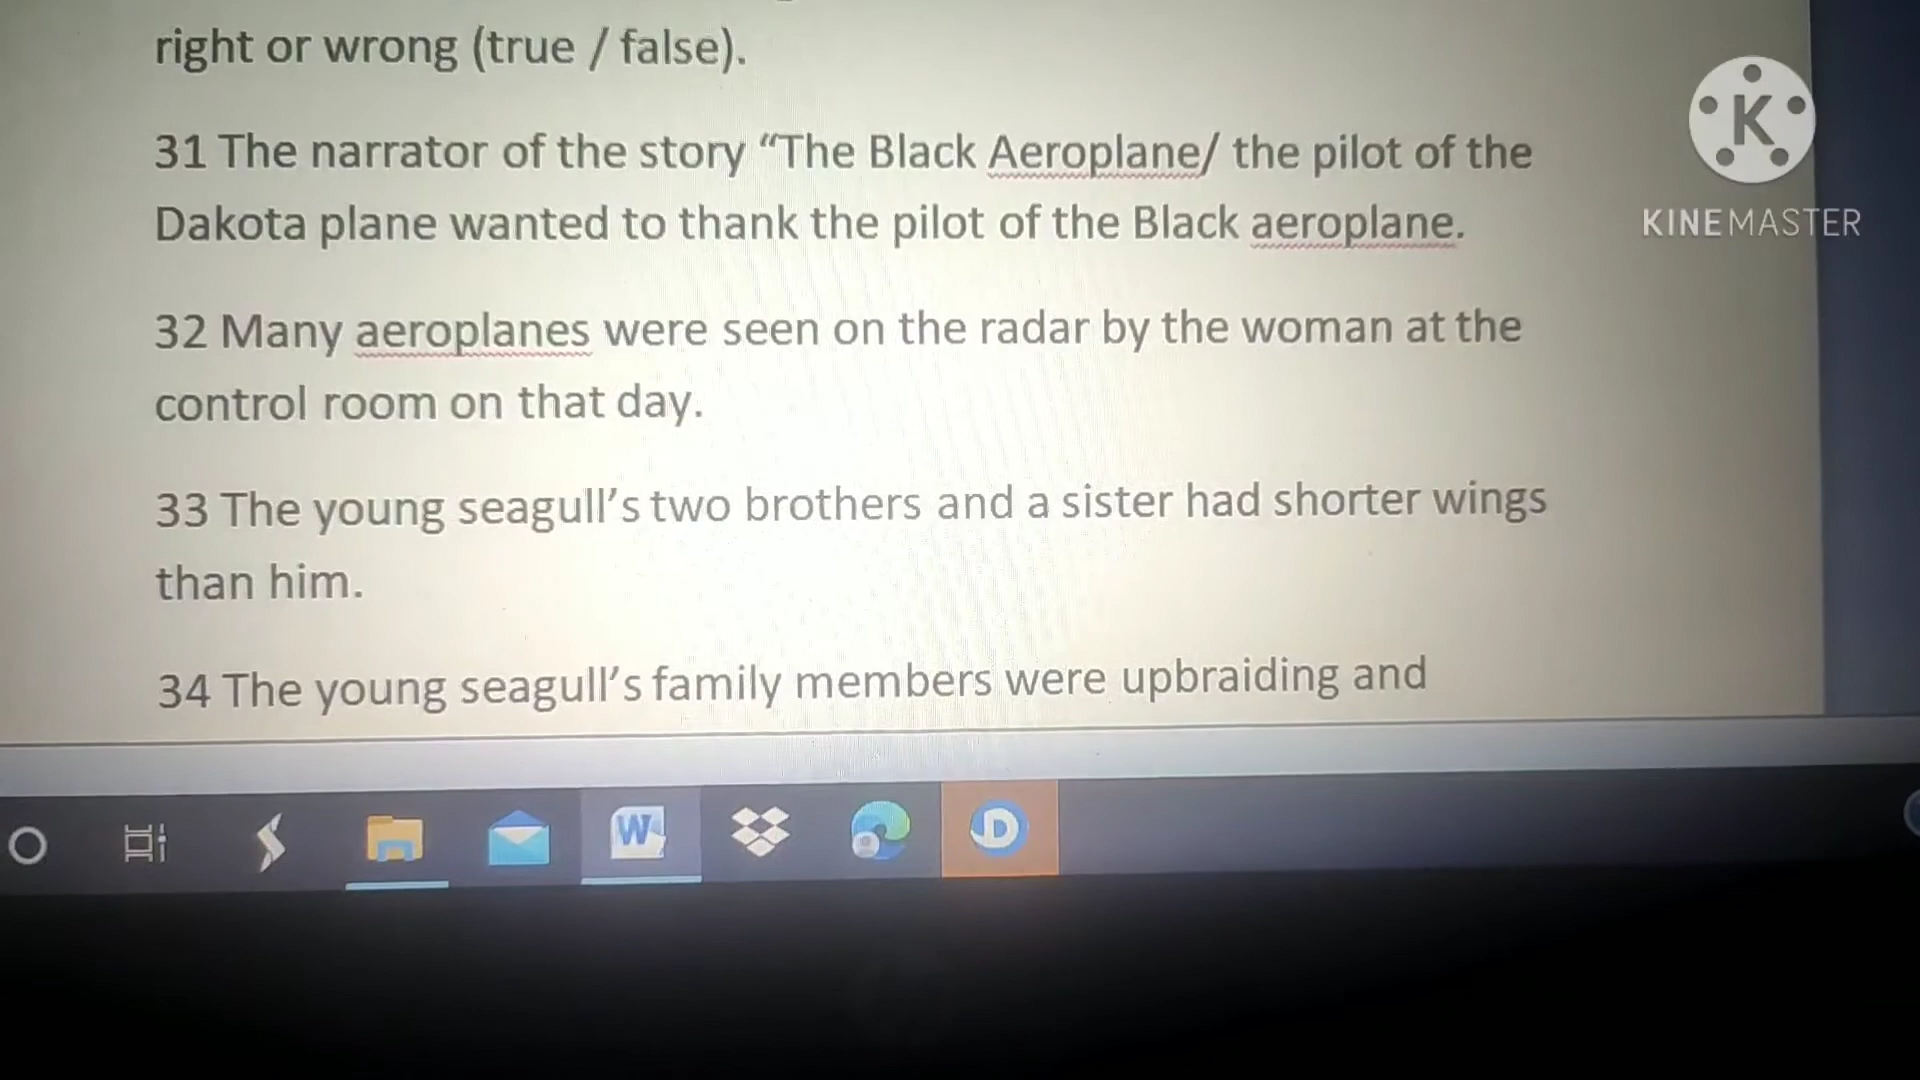 right or wrong (true / false).
31 The narrator of the story “The Black Aeroplane/ the pilot of the
Dakota plane wanted to thank the pilot of the Black aeroplane.
32 Many aeroplanes were seen on the radar by the woman at the
control room on that day.
33 The young seagull’s two brothers and a sister had shorter wings
than him.
34 The young seagull’s family members were upbraiding and
K
KINEMASTER
W
D